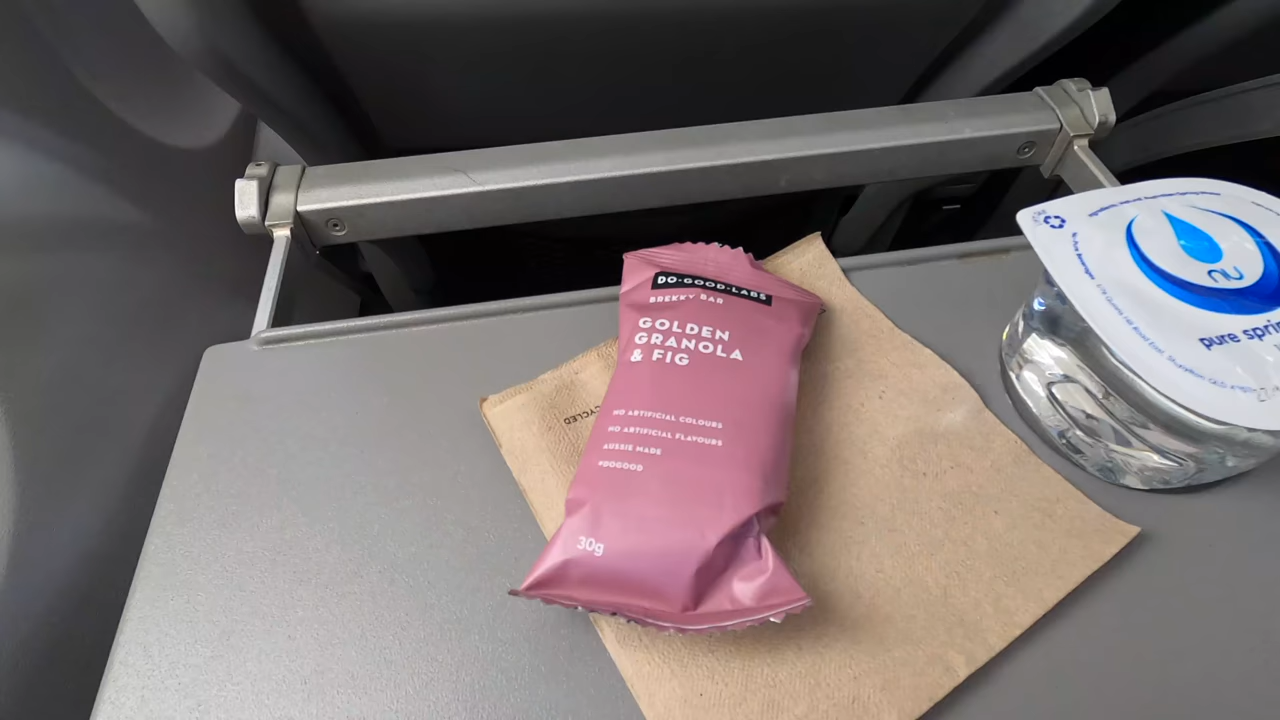 DO-GOOD-LABS
BREKKY BAR
GOLDEN
GRANOLA
& FIG
NO ARTIFICIAL COLOURS
NO ARTIFICIAL FLAVOURS
AUSSIE MADE
#DOGOOD
30g
CYCLED
nu
pure sprin